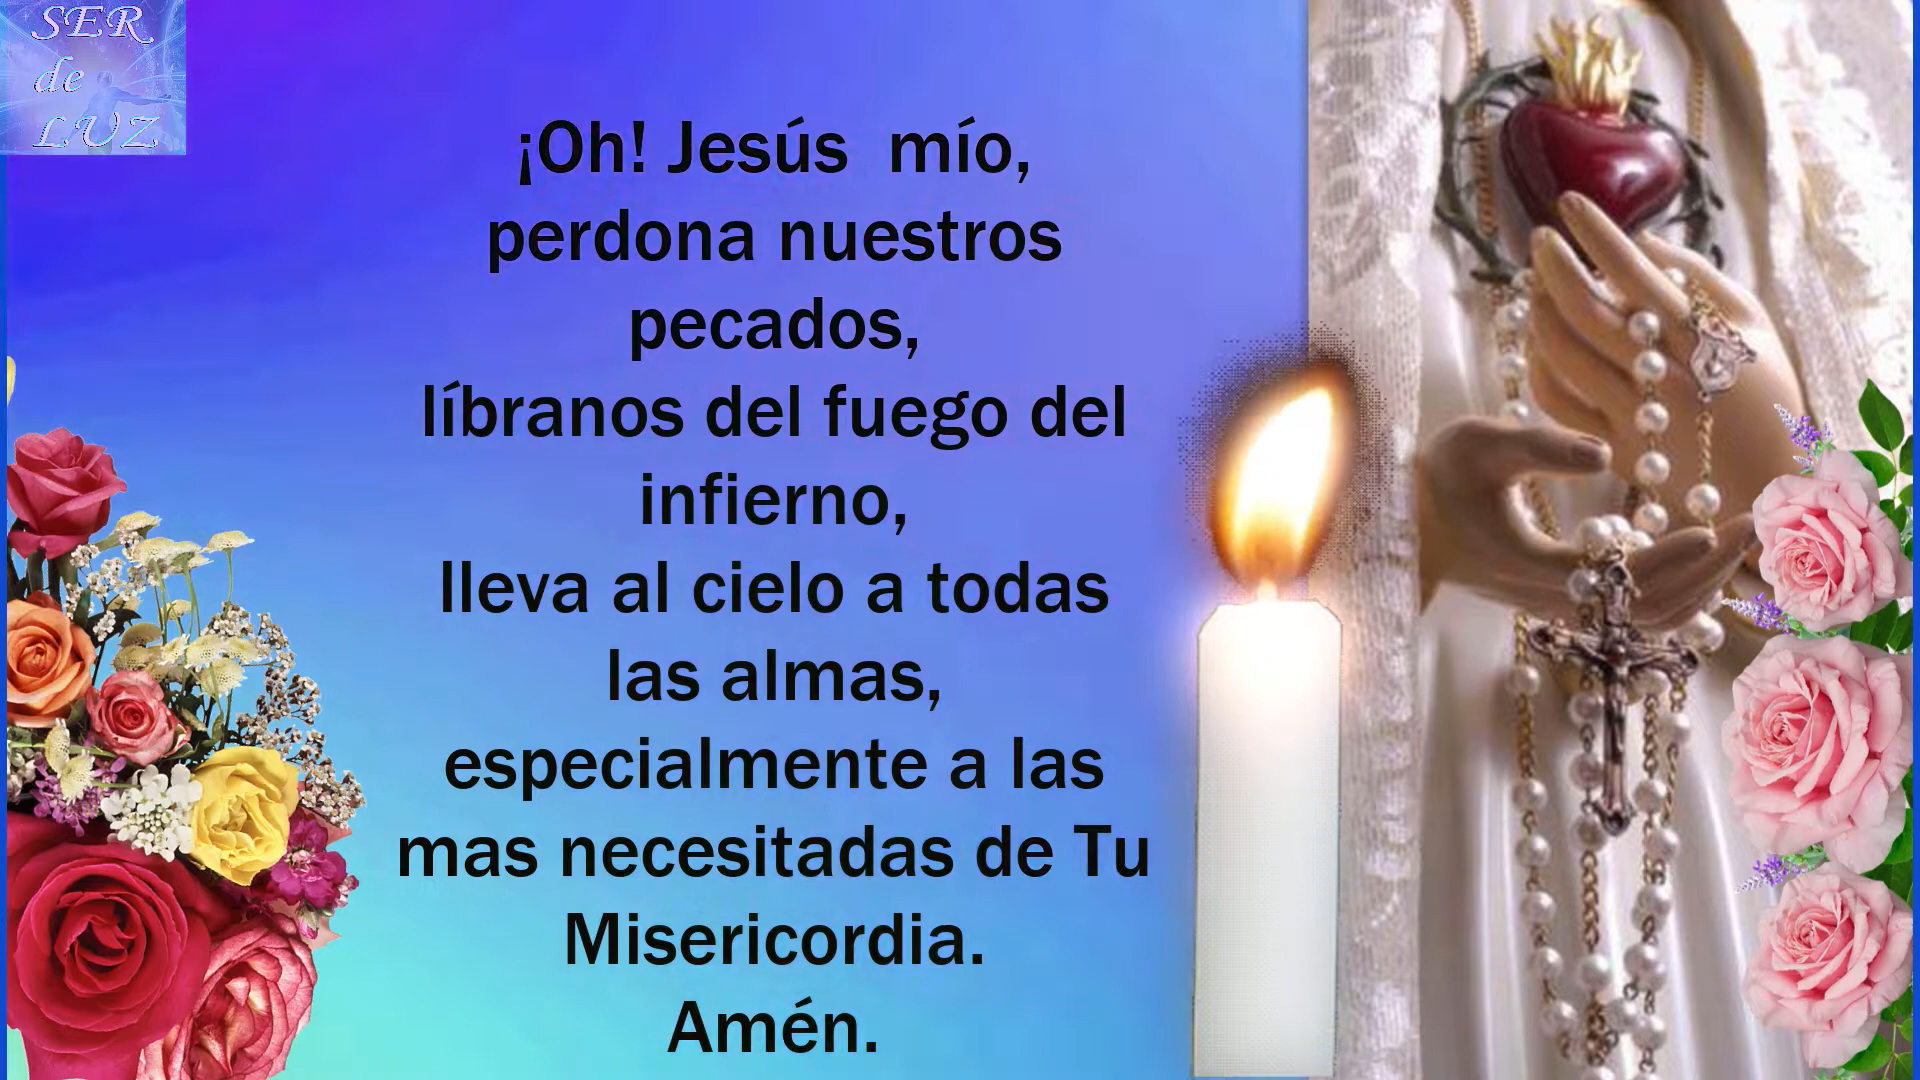 SER
de
LUZ
¡Oh! Jesús mío,
perdona nuestros
pecados,
líbranos del fuego del
infierno,
lleva al cielo a todas
las almas,
especialmente a las
mas necesitadas de Tu
Misericordia.
Amén.